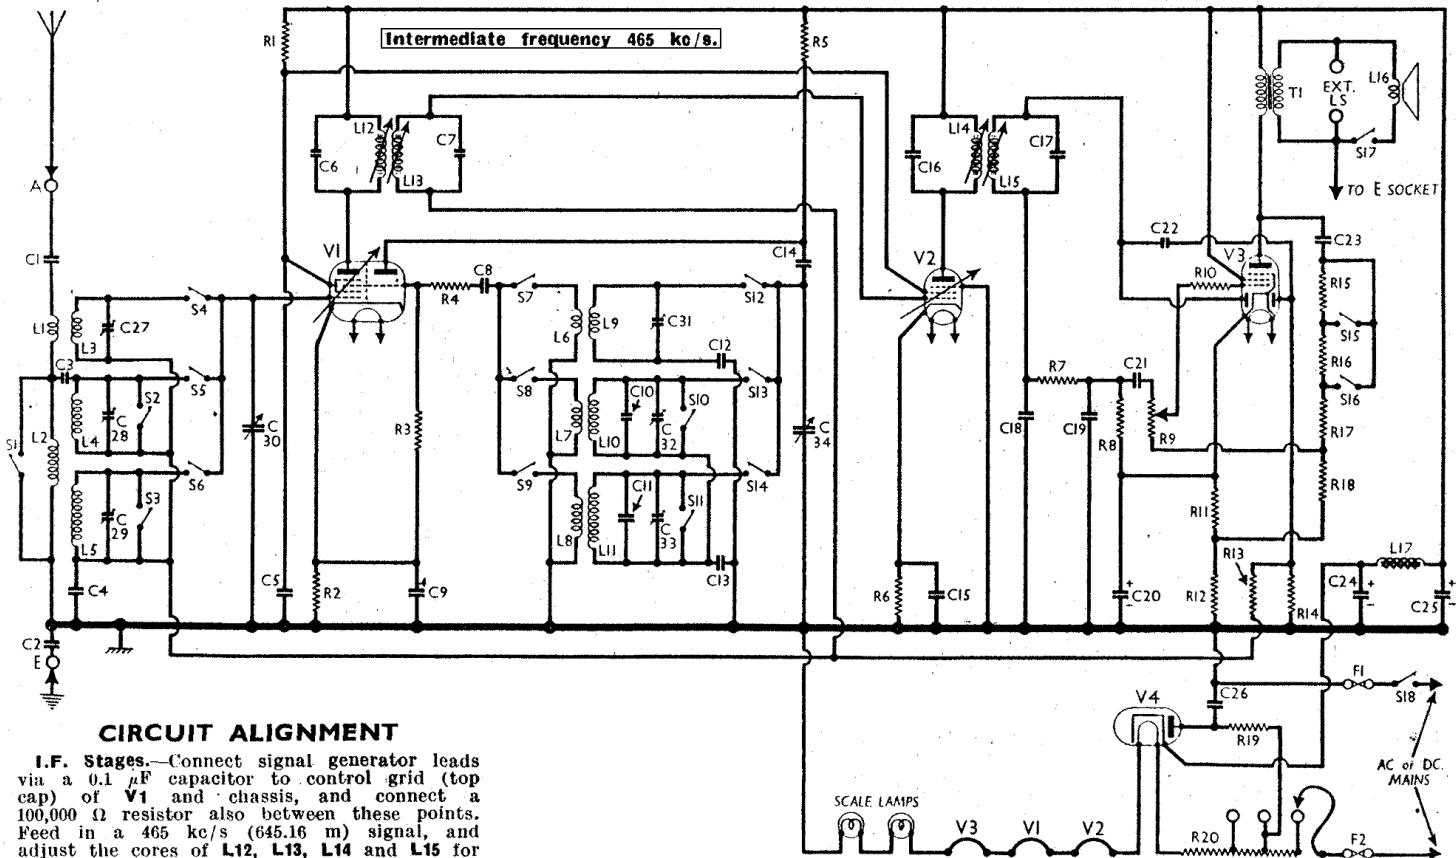 R1
Intermediate frequency 465 kc/s.
R5
L16
T1
EXT.
LS
S17
TO E SOCKET
L12
C6
C7
L13
L14
C16
C17
L15
A
C1
V1
C14
V2
C22
V3
C23
R10
R15
C8
R4
S4
S7
S12
C27
L1
L3
L6
L9
C31
S15
C12
C3
R16
S5
S8
S13
R7
C21
S16
S2
C10
S10
C
28
L4
C
30
R3
L7
L10
C
32
C
34
S1
L2
C18
C19
R8
R9
R17
S6
S9
S14
R18
S3
C11
S11
C
29
L5
L8
L11
C
33
R11
L17
C13
R13
C4
C5
R2
C9
R6
C15
+
C20
–
R12
R14
C24
+
–
C25
+
–
C2
E
F1
S18
C26
V4
R19
AC or DC.
MAINS
SCALE LAMPS
V3
V1
V2
R20
F2
CIRCUIT ALIGNMENT
I.F. Stages.—Connect signal generator leads
via a 0.1 μF capacitor to control grid (top
cap) of V1 and chassis, and connect a
100,000 Ω resistor also between these points.
Feed in a 465 kc/s (645.16 m) signal, and
adjust the cores of L12, L13, L14 and L15 for